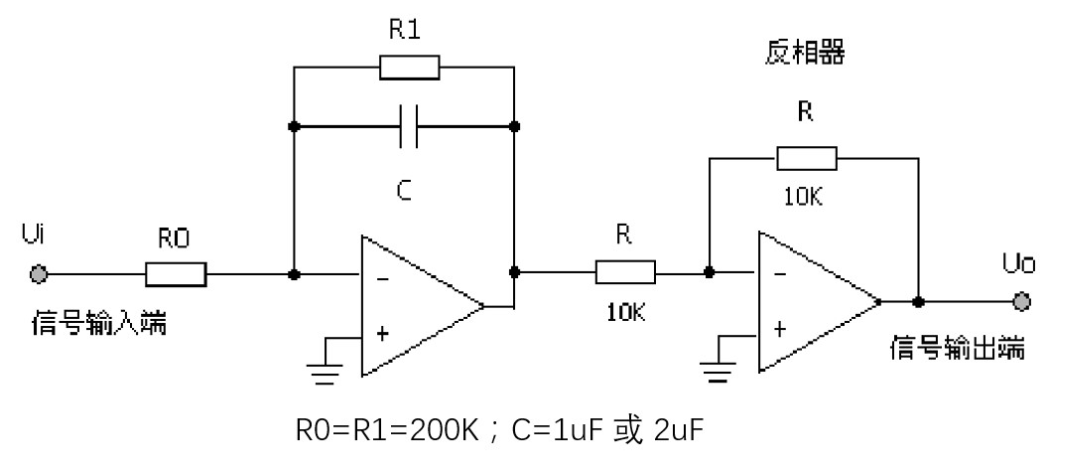 R1
反相器
R
C
10K
Ui
R0
R
Uo
信号输入端
10K
信号输出端
−
+
−
+
R0=R1=200K；C=1uF 或 2uF